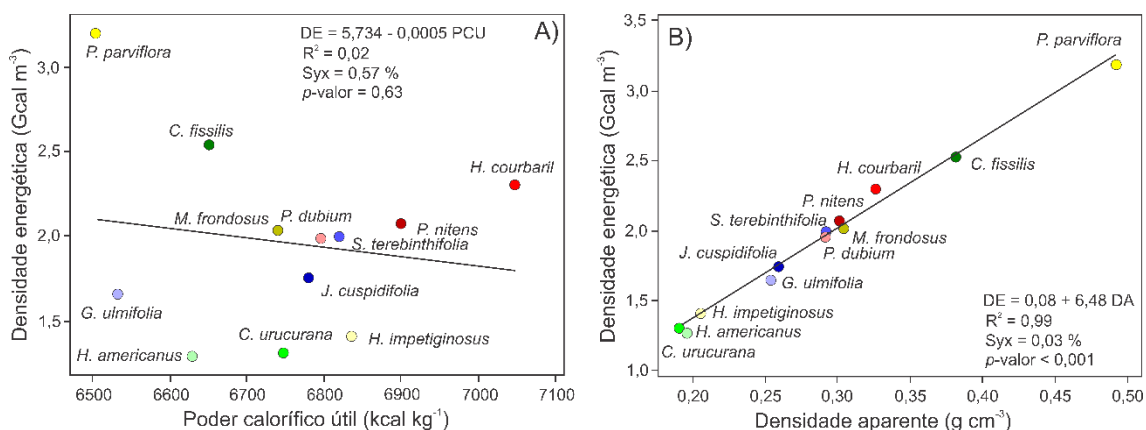 A)
DE = 5,734 - 0,0005 PCU
R² = 0,02
Syx = 0,57 %
p-valor = 0,63
Densidade energética (Gcal m⁻³)
3,0
2,5
2,0
1,5
P. parviflora
C. fissilis
H. courbaril
M. frondosus
P. dubium
P. nitens
S. terebinthifolia
J. cuspidifolia
G. ulmifolia
C. urucurana
H. impetiginosus
H. americanus
6500 6600 6700 6800 6900 7000 7100
Poder calorífico útil (kcal kg⁻¹)
B)
Densidade energética (Gcal m⁻³)
3,5
3,0
2,5
2,0
1,5
1,0
P. parviflora
C. fissilis
H. courbaril
P. nitens
S. terebinthifolia
M. frondosus
P. dubium
J. cuspidifolia
G. ulmifolia
H. impetiginosus
H. americanus
C. urucurana
DE = 0,08 + 6,48 DA
R² = 0,99
Syx = 0,03 %
p-valor < 0,001
0,20 0,25 0,30 0,35 0,40 0,45 0,50
Densidade aparente (g cm⁻³)